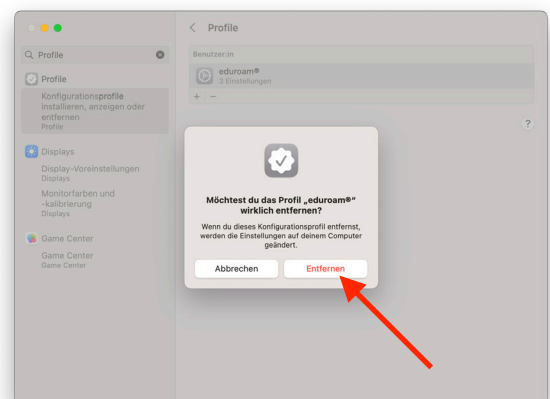 Profile
Profile
Benutzer:in
eduroam®
3 Einstellungen
+ −
?
Profile
Konfigurationsprofile
installieren, anzeigen oder
entfernen
Profile
Displays
Display-Voreinstellungen
Displays
Monitorfarben und
-kalibrierung
Displays
Game Center
Game Center
Game Center
Möchtest du das Profil „eduroam®“
wirklich entfernen?
Wenn du dieses Konfigurationsprofil entfernst,
werden die Einstellungen auf deinem Computer
geändert.
Abbrechen Entfernen